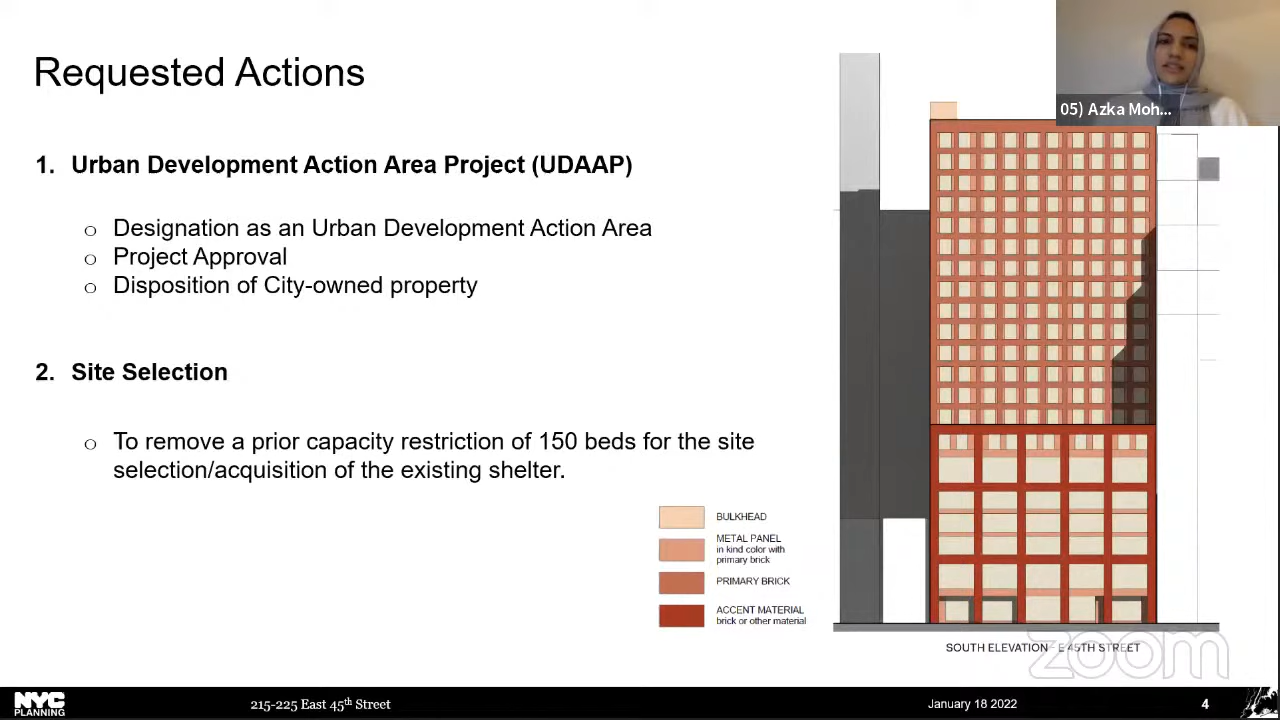 Requested Actions
05) Azka Moh...
1. Urban Development Action Area Project (UDAAP)
o Designation as an Urban Development Action Area
o Project Approval
o Disposition of City-owned property
2. Site Selection
o To remove a prior capacity restriction of 150 beds for the site
selection/acquisition of the existing shelter.
BULKHEAD
METAL PANEL
in kind color with
primary brick
PRIMARY BRICK
ACCENT MATERIAL
brick or other material
SOUTH ELEVATION - E 45TH STREET
zoom
NYC
PLANNING
215-225 East 45th Street
January 18 2022
4